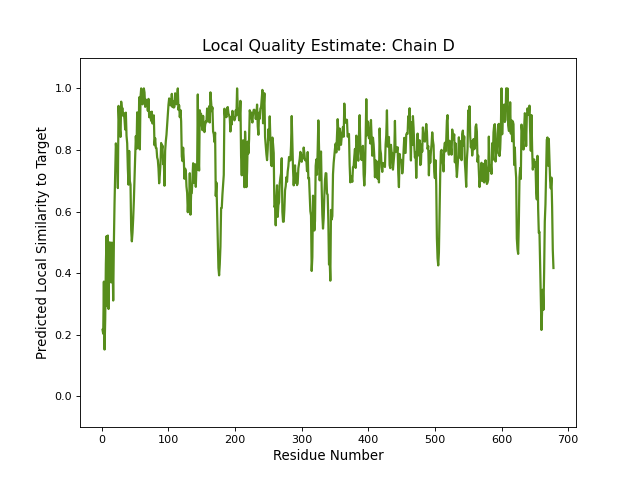 Local Quality Estimate: Chain D
Predicted Local Similarity to Target
1.0
0.8
0.6
0.4
0.2
0.0
0 100 200 300 400 500 600 700
Residue Number